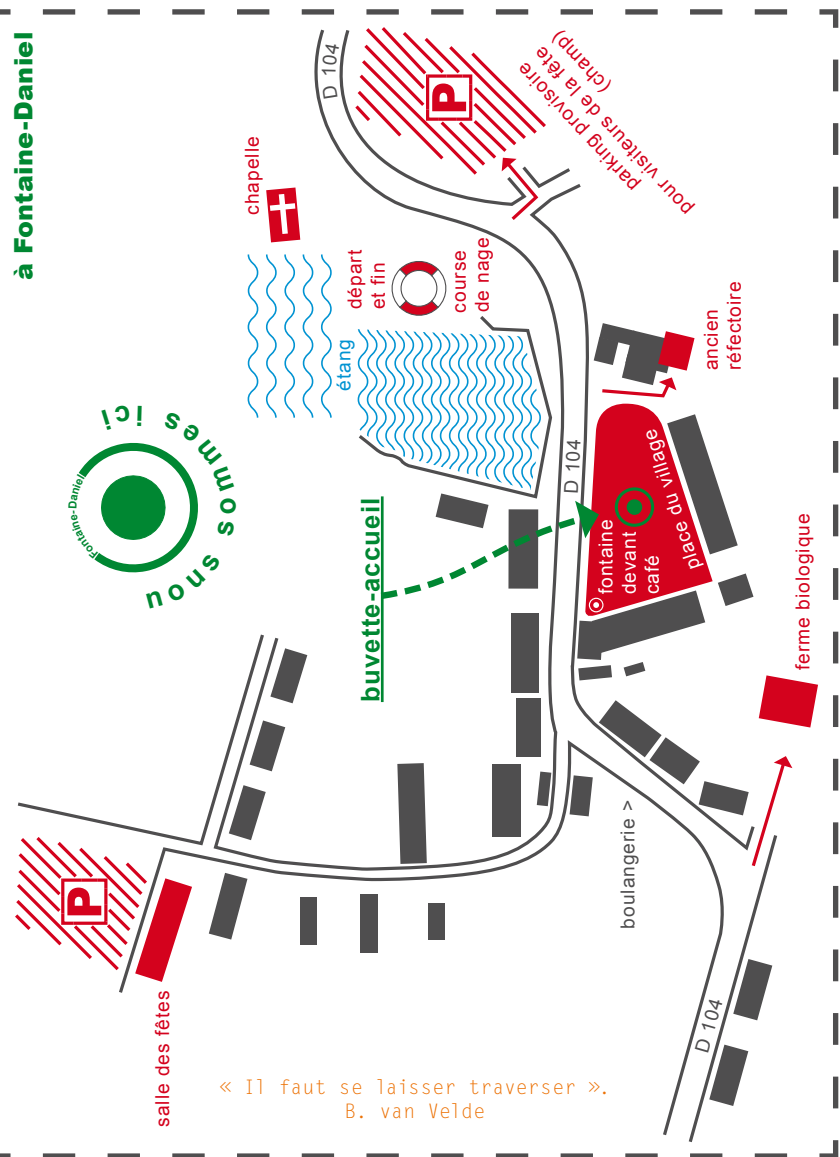 à Fontaine-Daniel
Fontaine-Daniel
nous sommes ici
D 104
P
parking provisoire
pour visiteurs de la fête
(champ)
chapelle
départ
et fin
course
de nage
étang
ancien
réfectoire
buvette-accueil
D 104
fontaine
devant
café
place du village
ferme biologique
boulangerie >
P
salle des fêtes
D 104
« Il faut se laisser traverser ».
B. van Velde